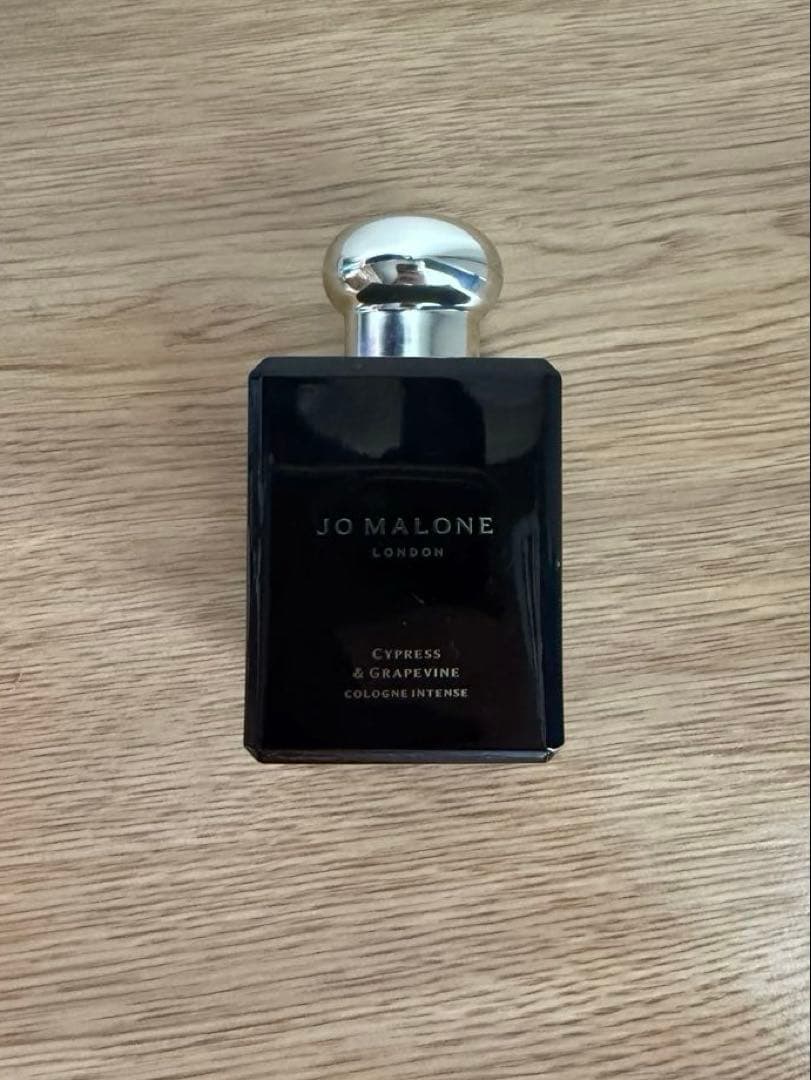 JO MALONE
LONDON
CYPRESS
& GRAPEVINE
COLOGNE INTENSE